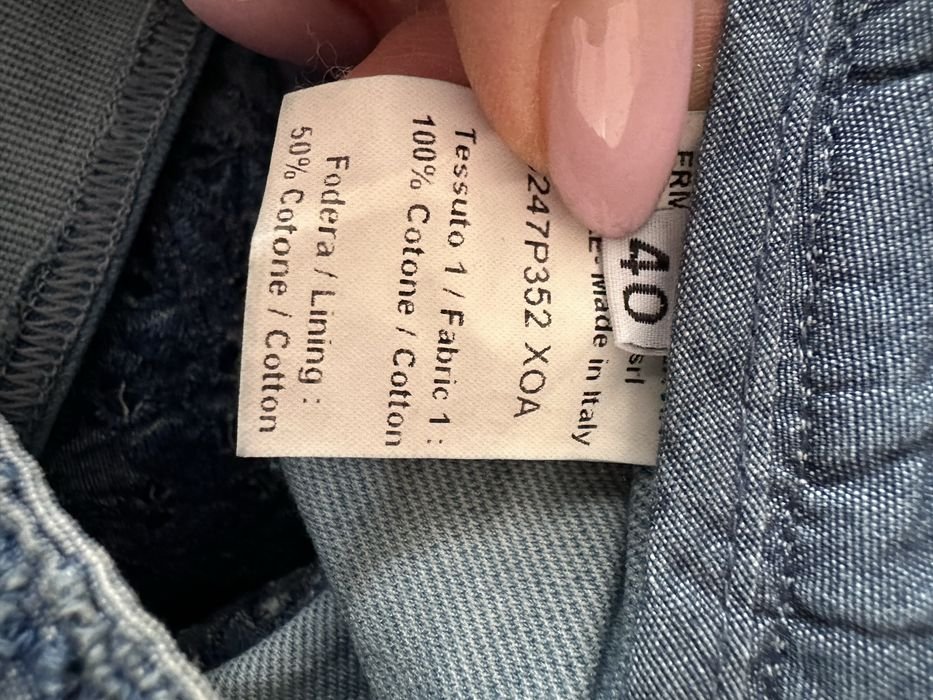 FRM
srl
40
Made in Italy
247P352 XOA
Tessuto 1 / Fabric 1 :
100% Cotone / Cotton
Fodera / Lining :
50% Cotone / Cotton